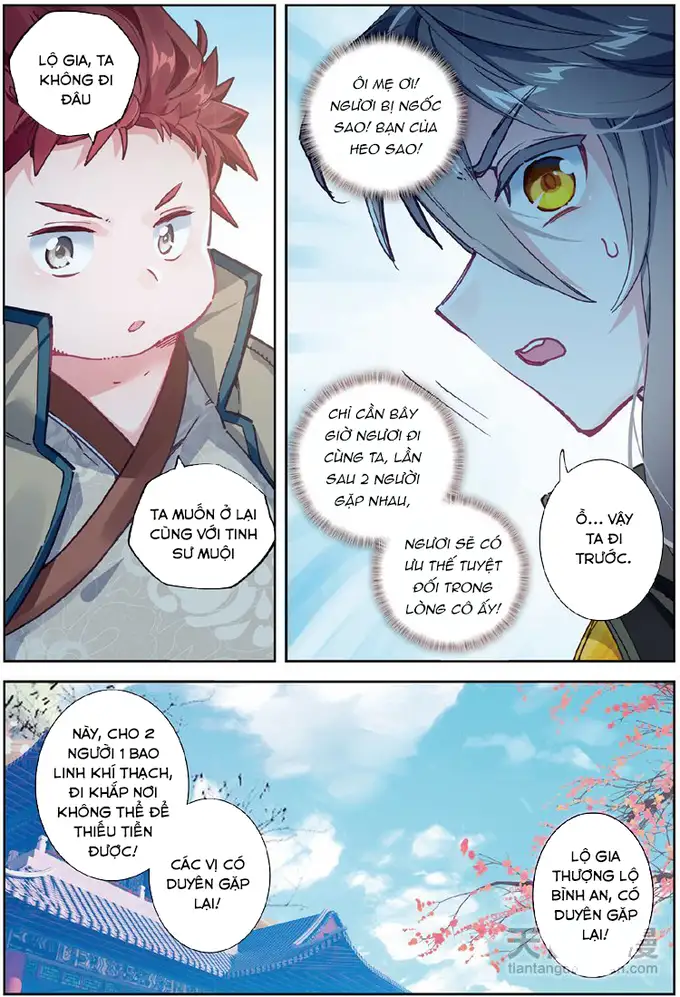 LỘ GIA, TA
KHÔNG ĐI
ĐÂU
TA MUỐN Ở LẠI
CÙNG VỚI TINH
SƯ MUỘI
ÔI MẸ ƠI!
NGƯƠI BỊ NGỐC
SAO! BẠN CỦA
HEO SAO!
CHỈ CẦN BÂY
GIỜ NGƯƠI ĐI
CÙNG TA, LẦN
SAU 2 NGƯỜI
GẶP NHAU,
NGƯƠI SẼ CÓ
ƯU THẾ TUYỆT
ĐỐI TRONG
LÒNG CÔ ẤY!
Ồ... VẬY
TA ĐI
TRƯỚC.
NÀY, CHO 2
NGƯỜI 1 BAO
LINH KHÍ THẠCH,
ĐI KHẮP NƠI
KHÔNG THỂ ĐỂ
THIẾU TIỀN
ĐƯỢC!
CÁC VỊ CÓ
DUYÊN GẶP
LẠI!
LỘ GIA
THƯỢNG LỘ
BÌNH AN, CÓ
DUYÊN GẶP
LẠI!